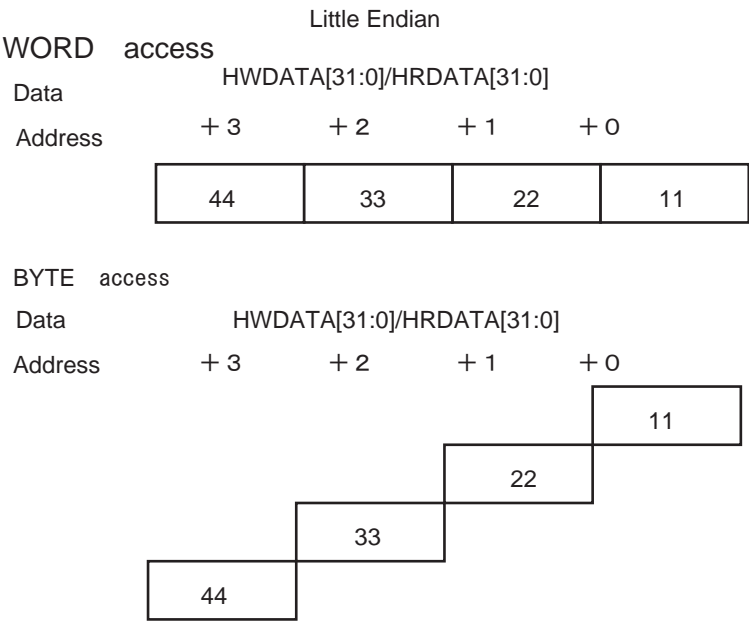 Little Endian
WORD access
Data HWDATA[31:0]/HRDATA[31:0]
Address ＋３ ＋２ ＋１ ＋０
44 33 22 11
BYTE access
Data HWDATA[31:0]/HRDATA[31:0]
Address ＋３ ＋２ ＋１ ＋０
11
22
33
44